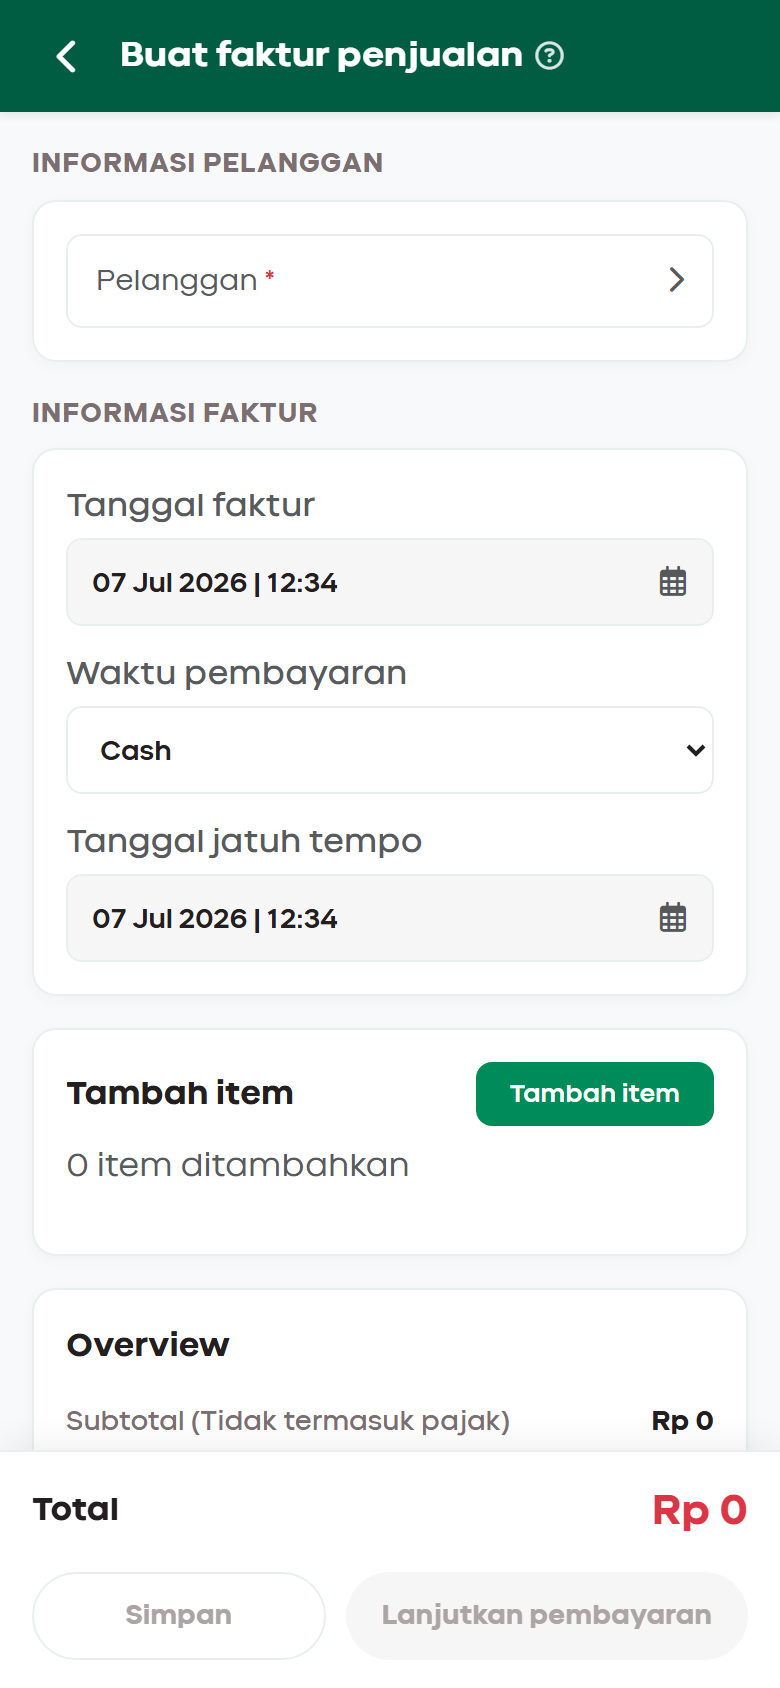 Buat faktur penjualan
INFORMASI PELANGGAN
Pelanggan *
INFORMASI FAKTUR
Tanggal faktur
07 Jul 2026 | 12:34
Waktu pembayaran
Cash
Tanggal jatuh tempo
07 Jul 2026 | 12:34
Tambah item
Tambah item
0 item ditambahkan
Overview
Subtotal (Tidak termasuk pajak) Rp 0
Total Rp 0
Simpan
Lanjutkan pembayaran